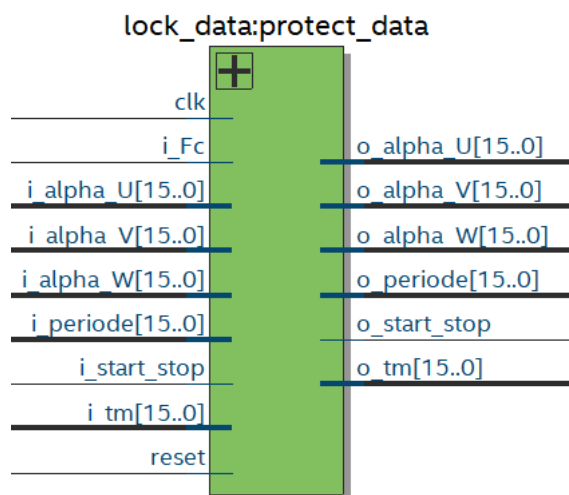 lock_data:protect_data
clk
i_Fc
i_alpha_U[15..0]
i_alpha_V[15..0]
i_alpha_W[15..0]
i_periode[15..0]
i_start_stop
i_tm[15..0]
reset
o_alpha_U[15..0]
o_alpha_V[15..0]
o_alpha_W[15..0]
o_periode[15..0]
o_start_stop
o_tm[15..0]